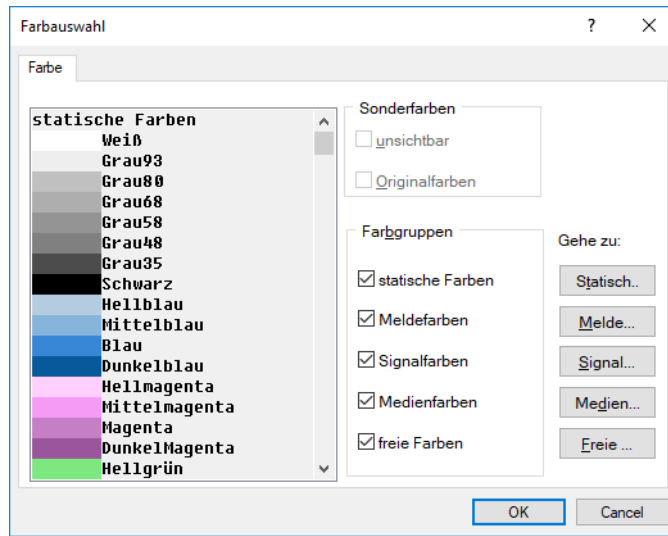 Farbauswahl
?
Farbe
statische Farben
Weiß
Grau93
Grau80
Grau68
Grau58
Grau48
Grau35
Schwarz
Hellblau
Mittelblau
Blau
Dunkelblau
Hellmagenta
Mittelmagenta
Magenta
DunkelMagenta
Hellgrün
Sonderfarben
unsichtbar
Originalfarben
Farbgruppen
statische Farben
Meldefarben
Signalfarben
Medienfarben
freie Farben
Gehe zu:
Statisch..
Melde...
Signal...
Medien...
Freie ...
OK
Cancel